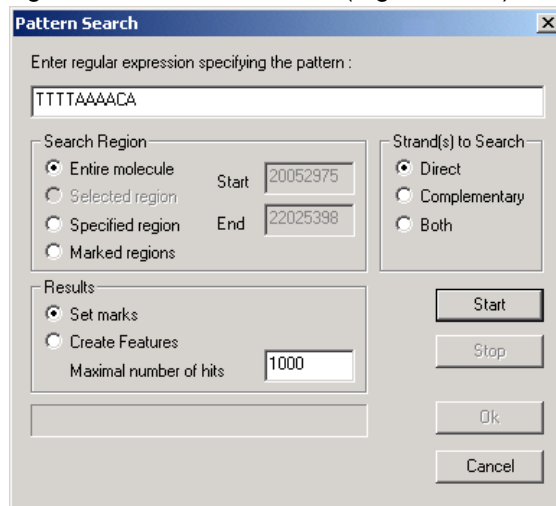 Pattern Search
Enter regular expression specifying the pattern :
TTTTAAAACA
Search Region
Entire molecule
Selected region
Specified region
Marked regions
Start 20052975
End 22025398
Strand(s) to Search
Direct
Complementary
Both
Results
Set marks
Create Features
Maximal number of hits 1000
Start
Stop
Ok
Cancel